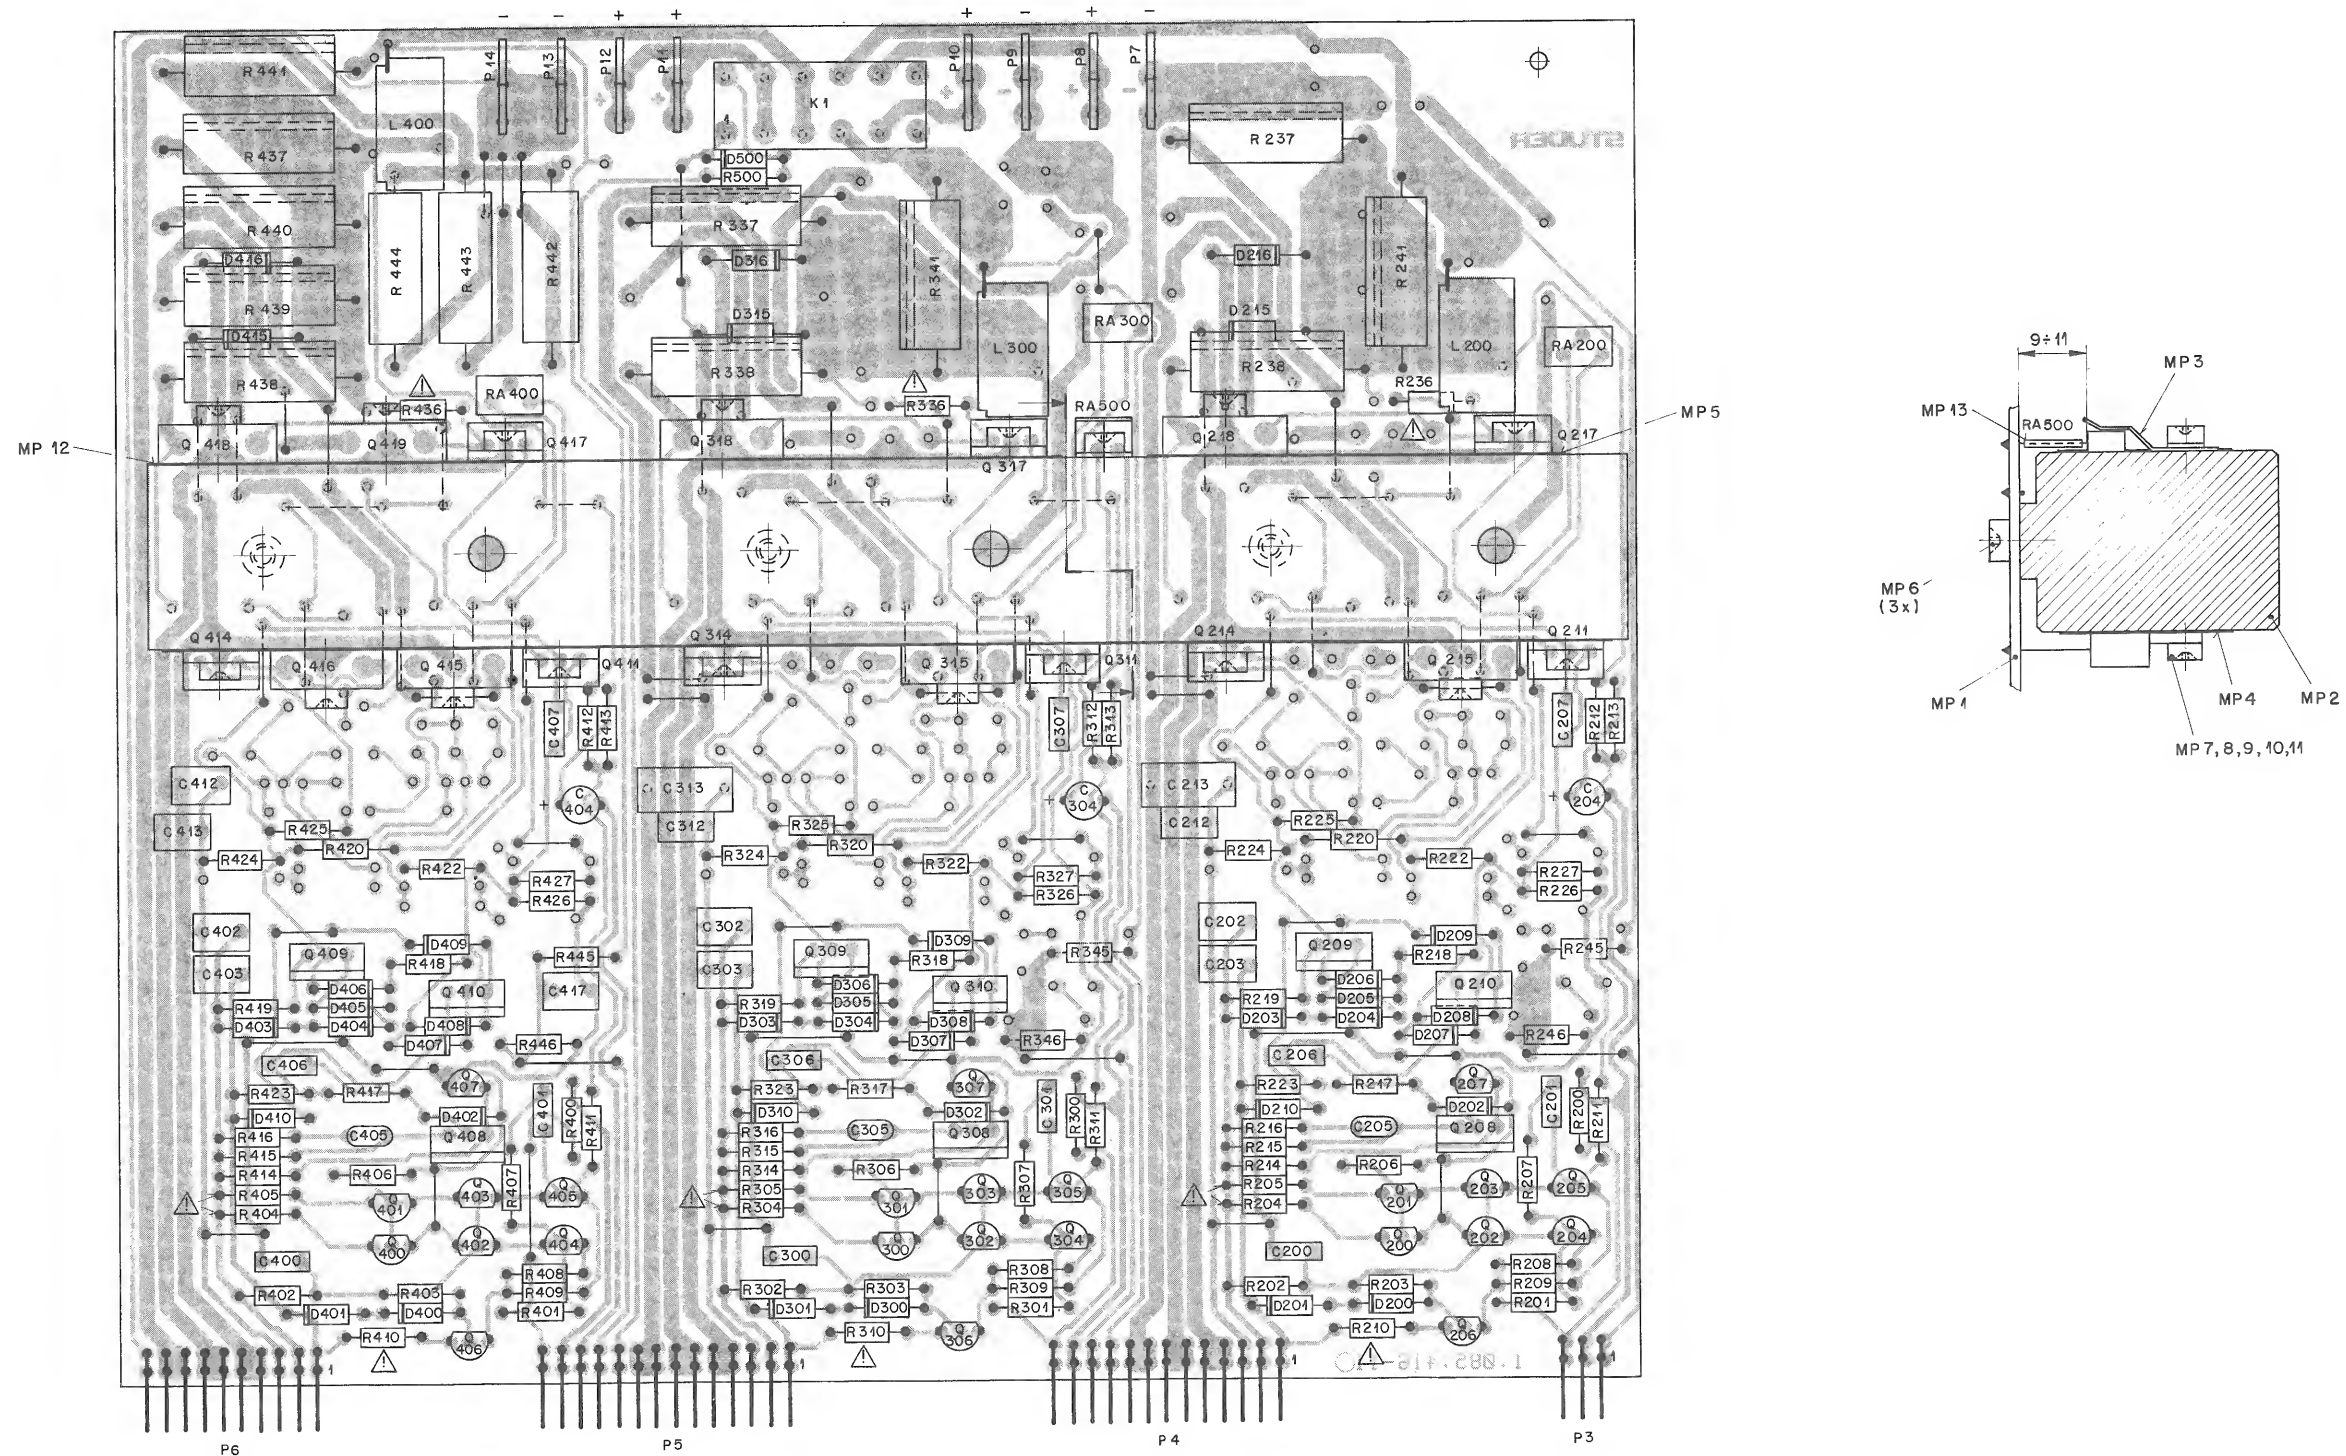 - - + + + - + -
P14 P13 P12 P11 P10 P9 P8 P7
R441
L400
K1
4
R237
STUDER
R437
D500
R500
R440
R337
D416
R444
R443
R442
D316
R341
D216
R241
R439
D315
RA300
D215
D415
L300
L200
RA200
R438
R338
R238
RA400
R436
R336
RA500
R236
Q418 Q419 Q417 Q318 Q317 Q218 Q217
MP 12
MP5
Q414 Q314 Q214 Q211
Q416 Q415 Q411 Q315 Q311 Q215
C407 R412 R413 C307 R312 R313 C207 R212 R213
C412 C313 C213
+ C404 + C304 + C204
C413 C312 C212
R425 R325 R225
R420 R320 R220
R424 R324 R224
R422 R322 R222
R427 R327 R227
R426 R326 R226
C402 C302 C202
Q409 D409 Q309 D309 Q209 D209
R418 R445 R318 R345 R218 R245
C403 C303 C203
D406 Q410 C417 D306 Q310 D206 Q210
R419 D405 R319 D305 R219 D205
D403 D404 D408 D303 D304 D308 D203 D204 D208
D407 R446 D307 R346 D207 R246
C406 C306 C206
Q407 Q307 Q207
R423 R417 R323 R317 R223 R217
C401 R400 R411 C301 R300 R311 C201 R200 R211
D410 D402 D310 D302 D210 D202
R416 C405 Q408 R316 C305 Q308 R216 C205 Q208
R415 R315 R215
R414 R406 R407 R314 R306 R307 R214 R206 R207
R405 Q403 Q405 R305 Q303 Q305 R205 Q203 Q205
R404 Q401 R304 Q301 R204 Q201
Q400 Q402 Q404 Q300 Q302 Q304 Q200 Q202 Q204
C400 C300 C200
R408 R308 R208
R402 R403 R409 R302 R303 R309 R202 R203 R209
D401 D400 R401 D301 D300 R301 D201 D200 R201
R410 Q406 R310 Q306 R210 Q206
1 1 1 1
P6 P5 P4 P3
9÷11
MP3
MP13
RA500
MP6
(3x)
MP1
MP4
MP2
MP7,8,9,10,11